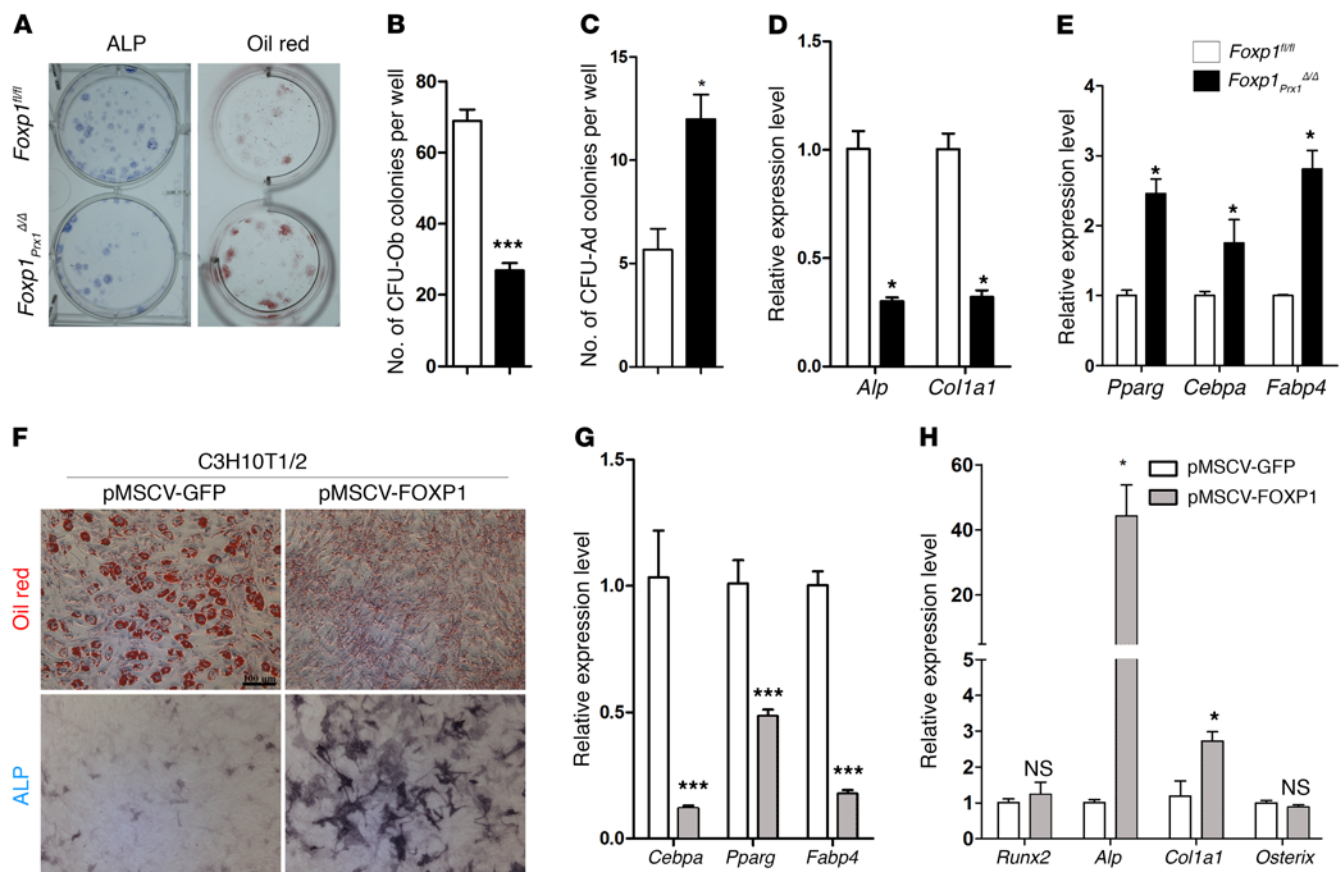 A
ALP
Oil red
Foxp1fl/fl
Foxp1Prx1Δ/Δ
B
No. of CFU-Ob colonies per well
80
60
40
20
0
***
C
No. of CFU-Ad colonies per well
15
10
5
0
*
D
Relative expression level
1.5
1.0
0.5
0.0
*
*
Alp
Col1a1
E
Foxp1fl/fl
Foxp1Prx1Δ/Δ
Relative expression level
4
3
2
1
0
*
*
*
Pparg
Cebpa
Fabp4
F
C3H10T1/2
pMSCV-GFP
pMSCV-FOXP1
Oil red
100 μm
ALP
G
Relative expression level
1.5
1.0
0.5
0.0
***
***
***
Cebpa
Pparg
Fabp4
H
pMSCV-GFP
pMSCV-FOXP1
Relative expression level
60
40
20
5
4
3
2
1
0
NS
*
*
NS
Runx2
Alp
Col1a1
Osterix